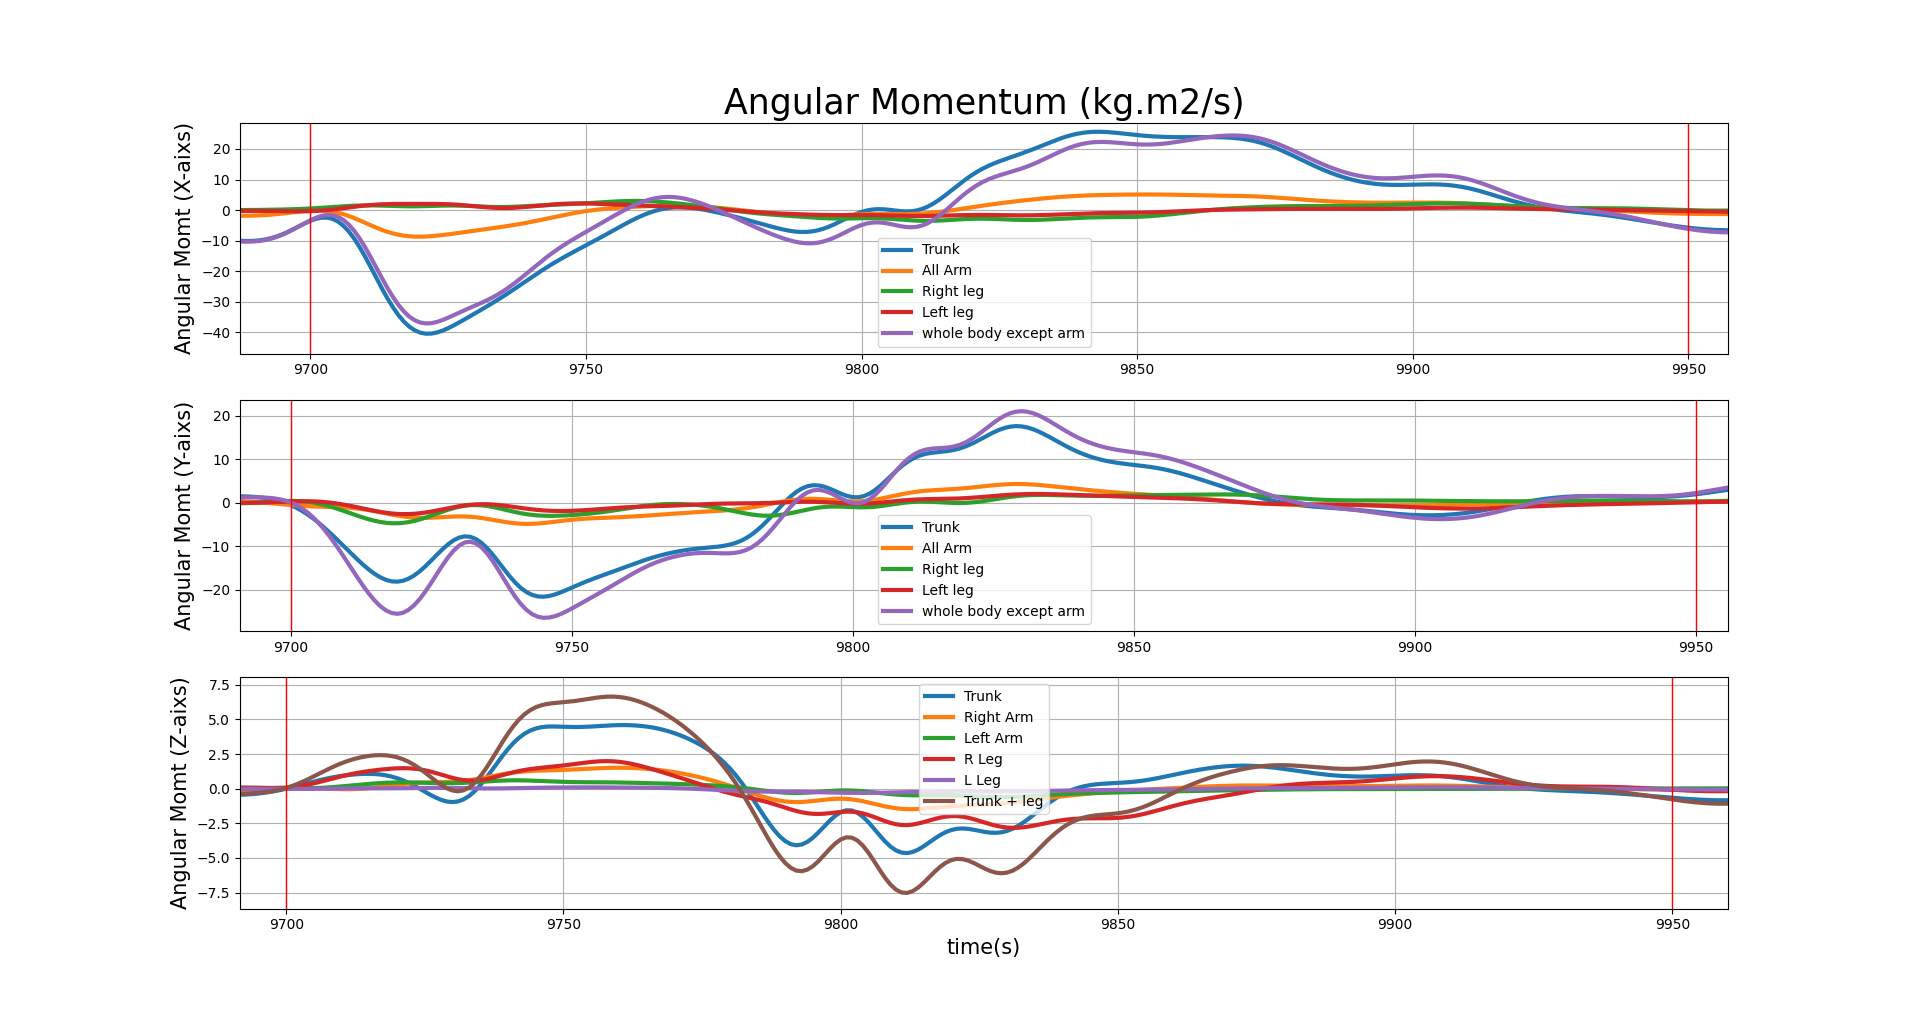 Angular Momentum (kg.m2/s)
Angular Momt (X-aixs)
20
10
0
−10
−20
−30
−40
Trunk
All Arm
Right leg
Left leg
whole body except arm
9700 9750 9800 9850 9900 9950
Angular Momt (Y-aixs)
20
10
0
−10
−20
Trunk
All Arm
Right leg
Left leg
whole body except arm
9700 9750 9800 9850 9900 9950
Angular Momt (Z-aixs)
7.5
5.0
2.5
0.0
−2.5
−5.0
−7.5
Trunk
Right Arm
Left Arm
R Leg
L Leg
Trunk + leg
9700 9750 9800 9850 9900 9950
time(s)